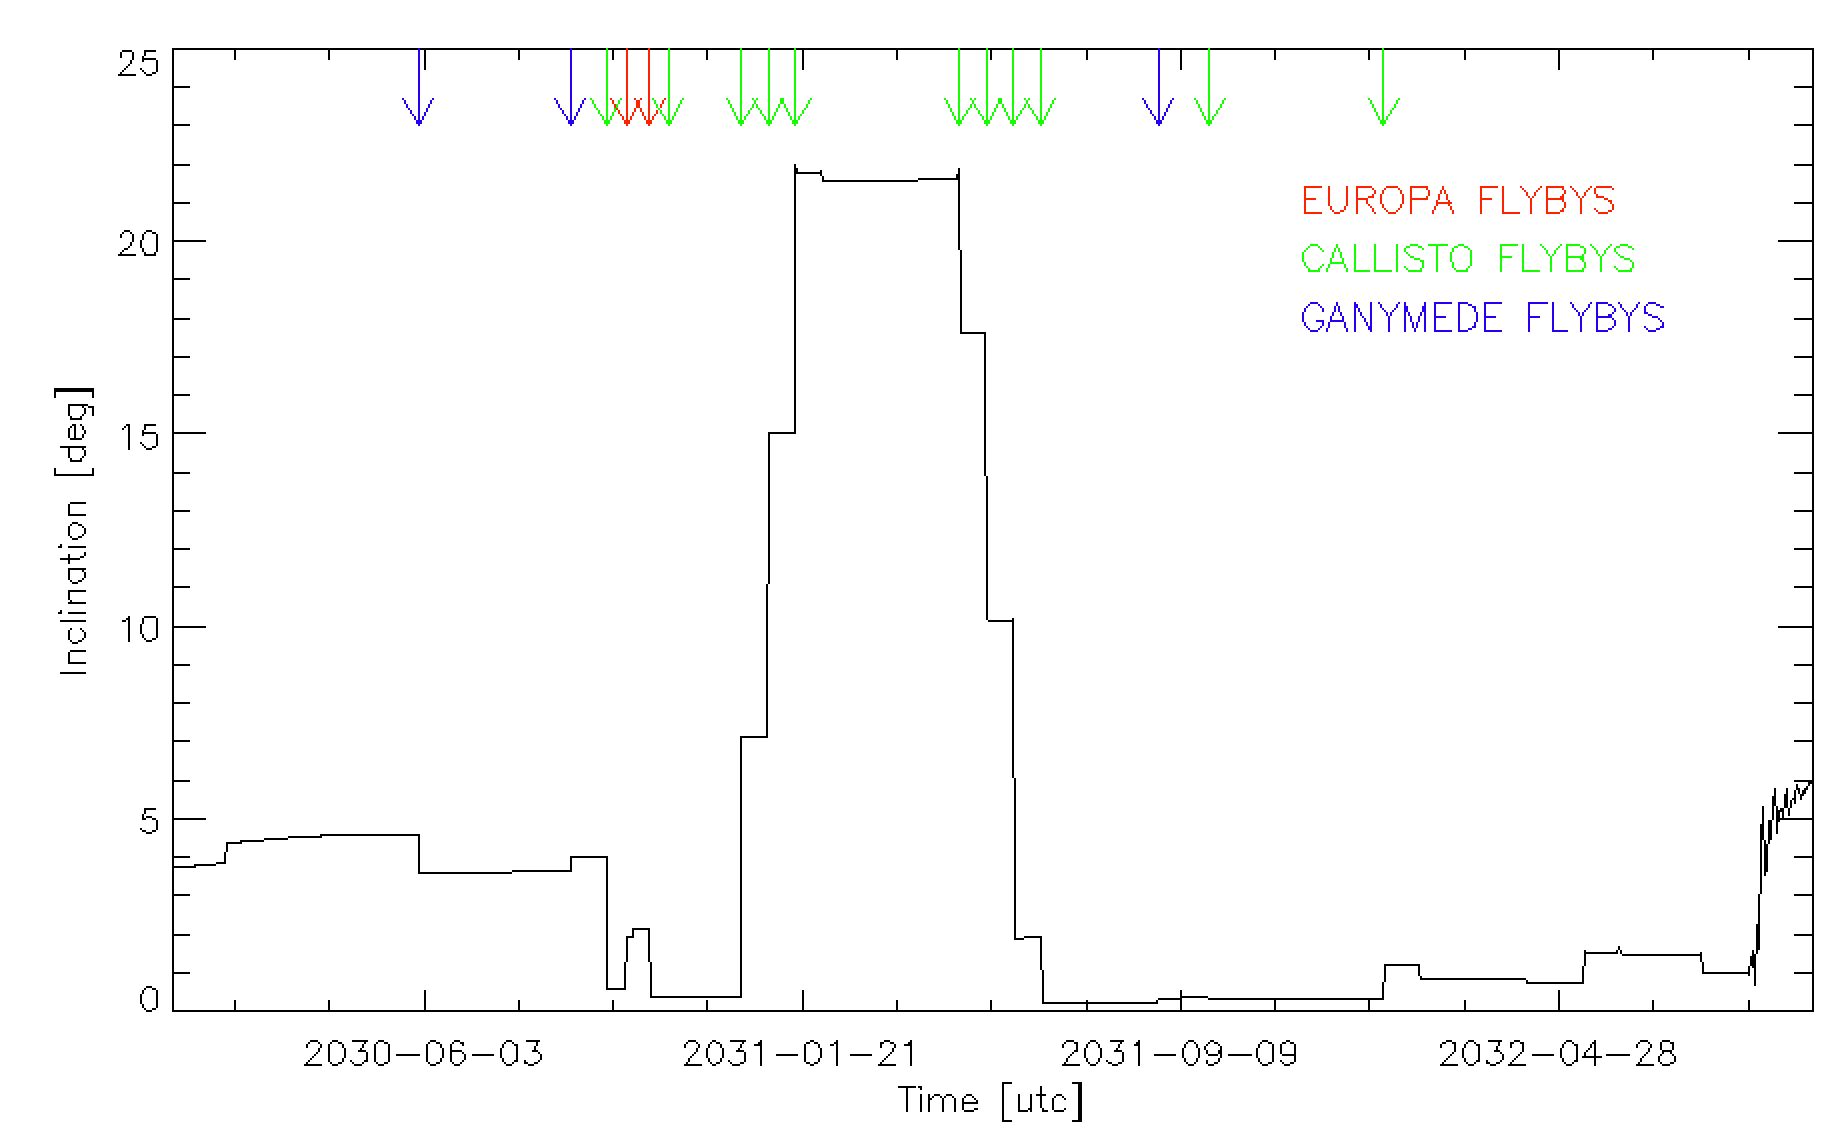 25
20
15
10
5
0
Inclination [deg]
EUROPA FLYBYS
CALLISTO FLYBYS
GANYMEDE FLYBYS
2030-06-03 2031-01-21 2031-09-09 2032-04-28
Time [utc]